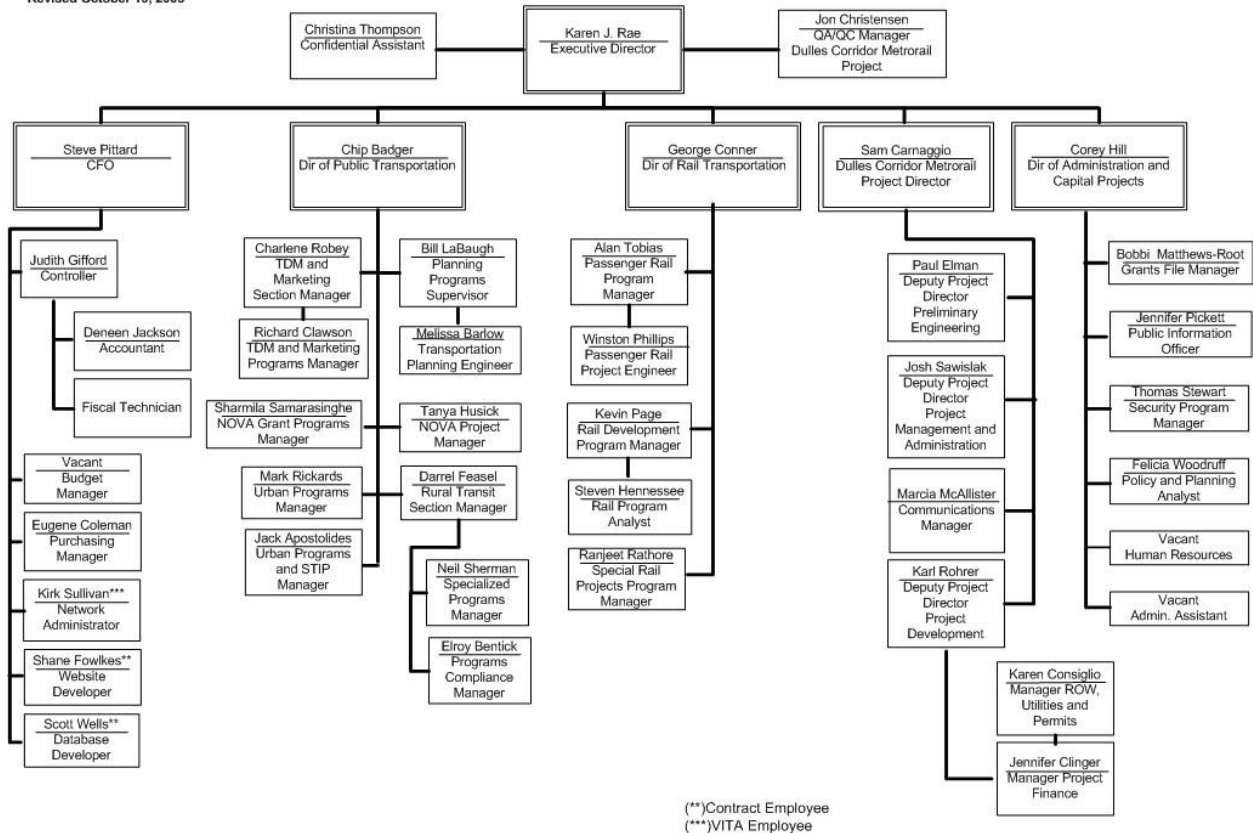 Christina Thompson
Confidential Assistant
Karen J. Rae
Executive Director
Jon Christensen
QA/QC Manager
Dulles Corridor Metrorail
Project
Steve Pittard
CFO
Chip Badger
Dir of Public Transportation
George Conner
Dir of Rail Transportation
Sam Carnaggio
Dulles Corridor Metrorail
Project Director
Corey Hill
Dir of Administration and
Capital Projects
Judith Gifford
Controller
Deneen Jackson
Accountant
Fiscal Technician
Vacant
Budget
Manager
Eugene Coleman
Purchasing
Manager
Kirk Sullivan***
Network
Administrator
Shane Fowlkes**
Website
Developer
Scott Wells**
Database
Developer
Charlene Robey
TDM and
Marketing
Section Manager
Richard Clawson
TDM and Marketing
Programs Manager
Bill LaBaugh
Planning
Programs
Supervisor
Melissa Barlow
Transportation
Planning Engineer
Sharmila Samarasinghe
NOVA Grant Programs
Manager
Tanya Husick
NOVA Project
Manager
Mark Rickards
Urban Programs
Manager
Darrel Feasel
Rural Transit
Section Manager
Jack Apostolides
Urban Programs
and STIP
Manager
Neil Sherman
Specialized
Programs
Manager
Elroy Bentick
Programs
Compliance
Manager
Alan Tobias
Passenger Rail
Program
Manager
Winston Phillips
Passenger Rail
Project Engineer
Kevin Page
Rail Development
Program Manager
Steven Hennessee
Rail Program
Analyst
Ranjeet Rathore
Special Rail
Projects Program
Manager
Paul Elman
Deputy Project
Director
Preliminary
Engineering
Josh Sawislak
Deputy Project
Director
Project
Management and
Administration
Marcia McAllister
Communications
Manager
Karl Rohrer
Deputy Project
Director
Project
Development
Karen Consiglio
Manager ROW,
Utilities and
Permits
Jennifer Clinger
Manager Project
Finance
Bobbi Matthews-Root
Grants File Manager
Jennifer Pickett
Public Information
Officer
Thomas Stewart
Security Program
Manager
Felicia Woodruff
Policy and Planning
Analyst
Vacant
Human Resources
Vacant
Admin. Assistant
(**)Contract Employee
(***)VITA Employee